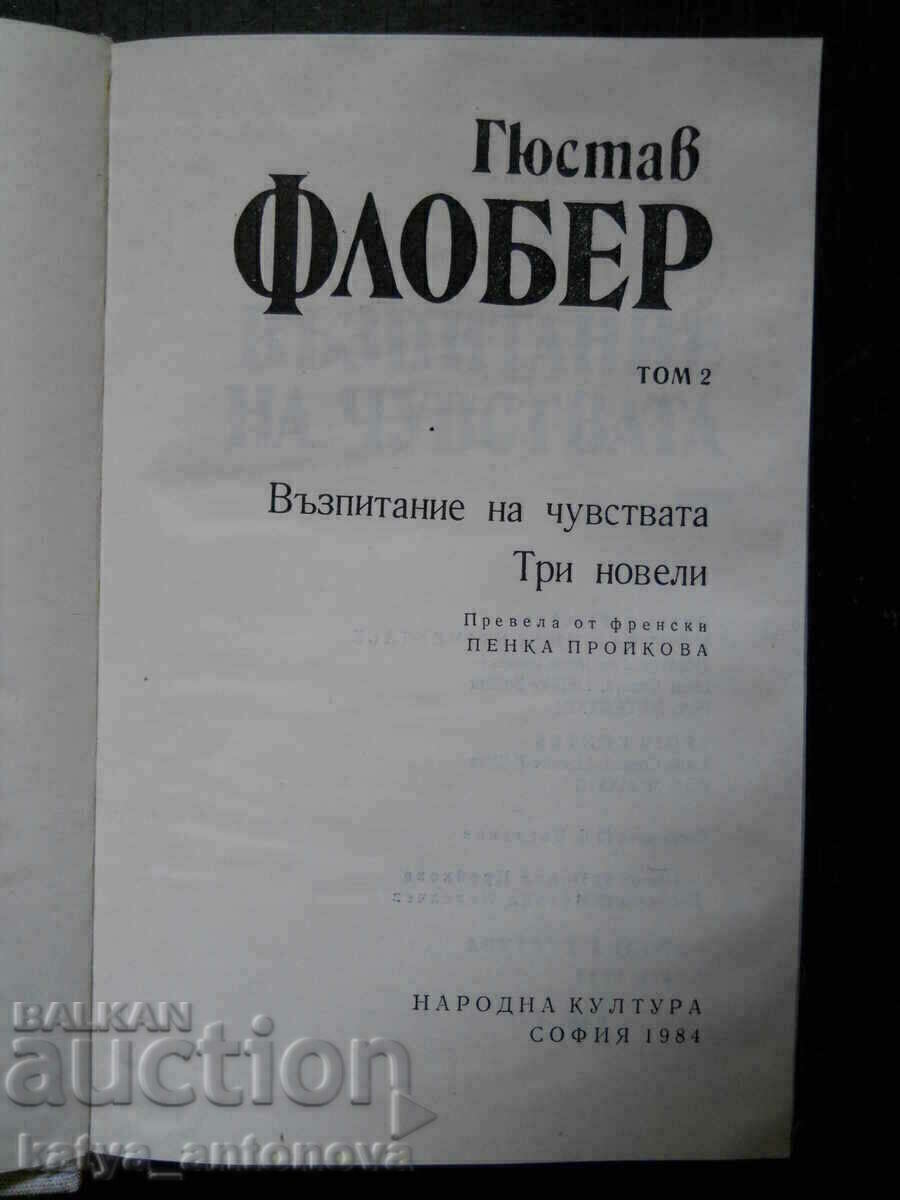 Гюстав
ФЛОБЕР
ТОМ 2
Възпитание на чувствата
Три новели
Превела от френски
ПЕНКА ПРОЙКОВА
НАРОДНА КУЛТУРА
СОФИЯ 1984
BALKAN
auction
katya_antonova